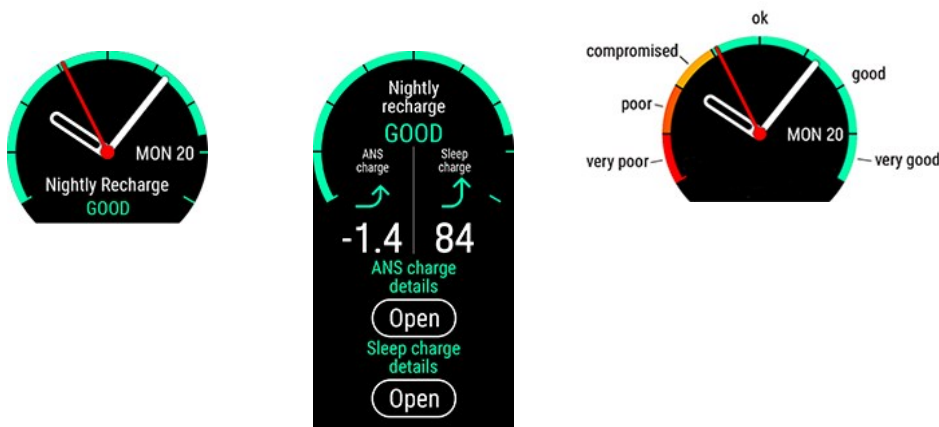 MON 20
Nightly Recharge
GOOD
Nightly
recharge
GOOD
ANS
charge
Sleep
charge
-1.4
84
ANS charge
details
Open
Sleep charge
details
Open
ok
compromised
good
poor
MON 20
very poor
very good